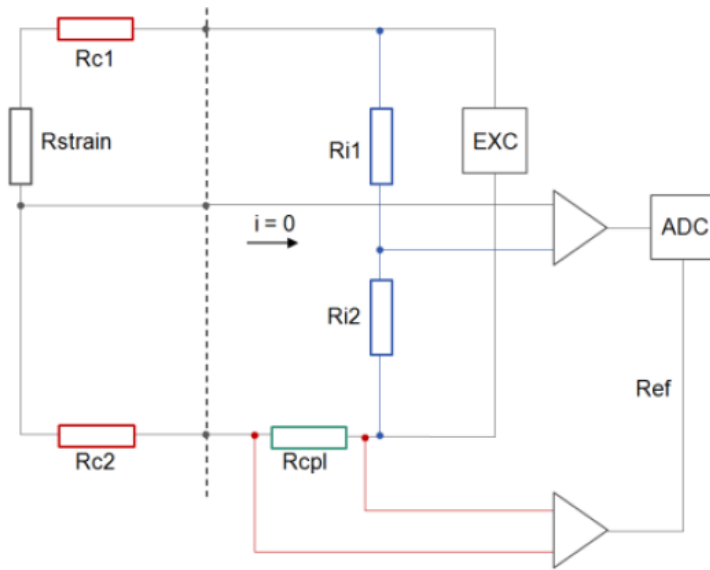 Rc1
Rstrain
Ri1
EXC
i = 0
ADC
Ri2
Ref
Rc2
Rcpl